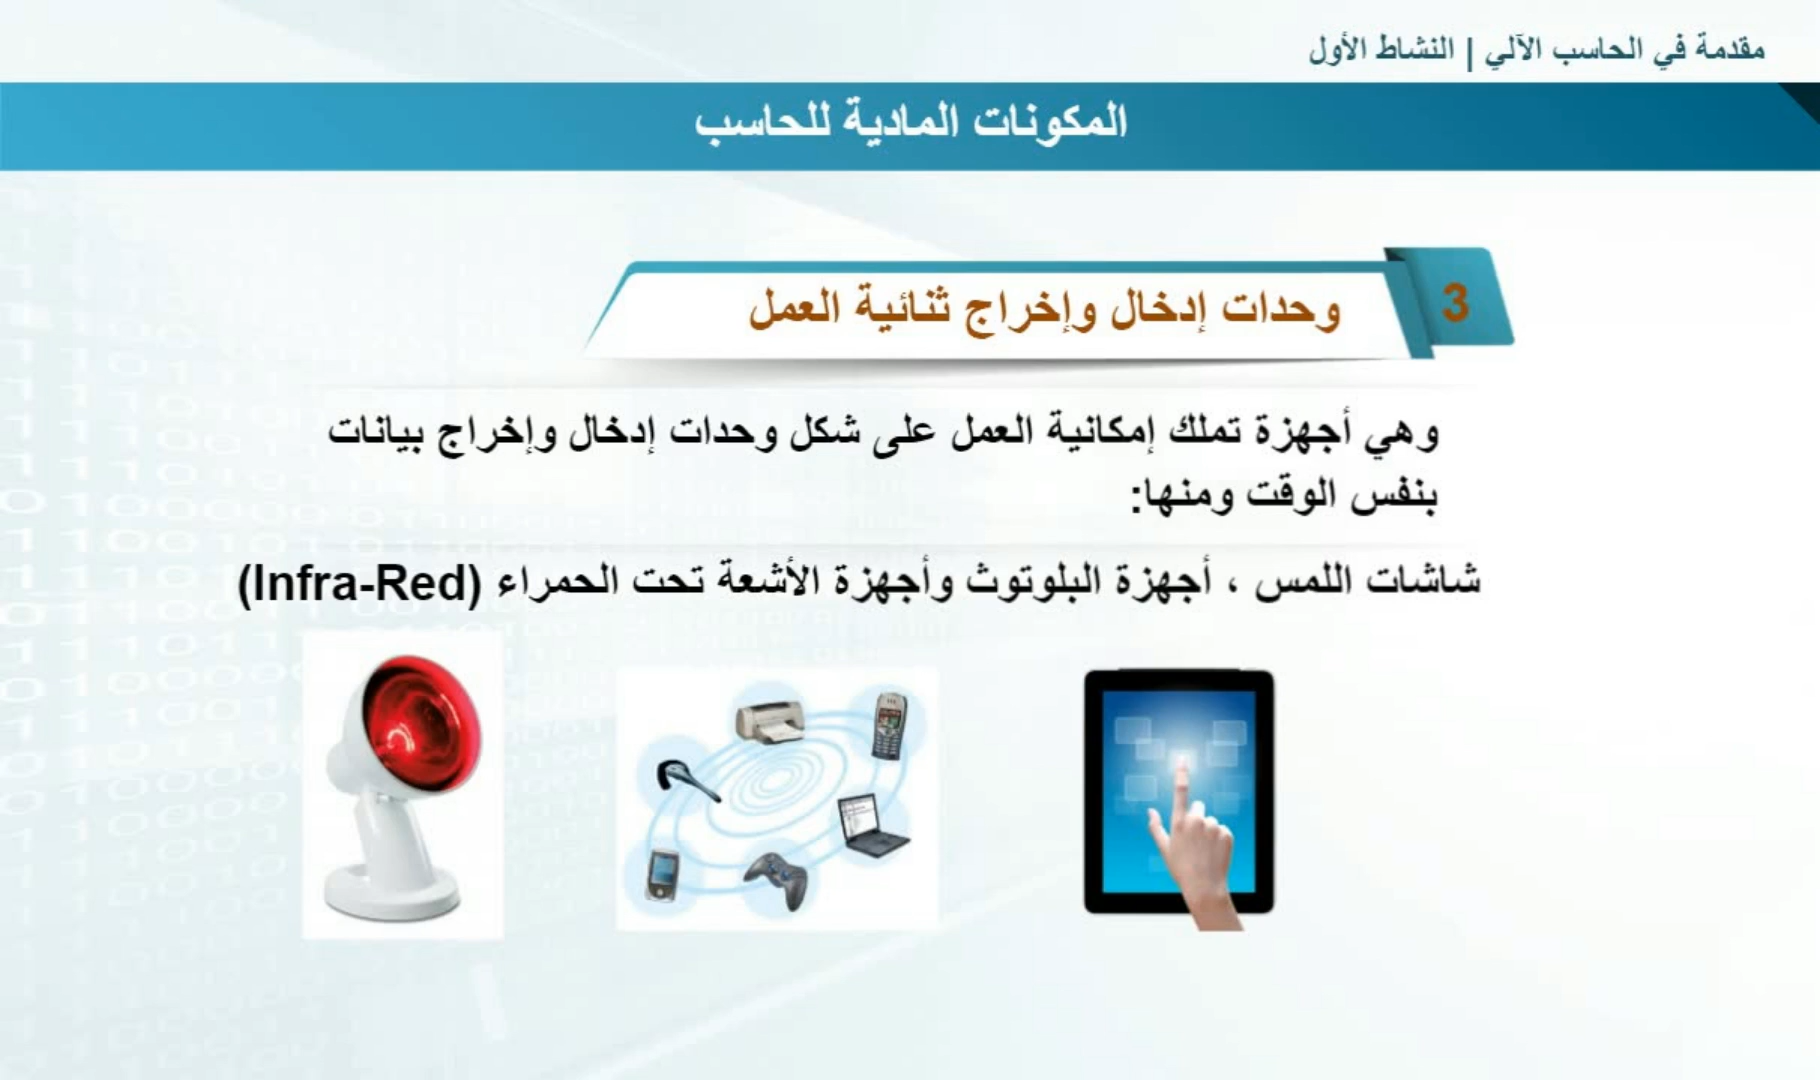 مقدمة في الحاسب الآلي | النشاط الأول
المكونات المادية للحاسب
3
وحدات إدخال وإخراج ثنائية العمل
وهي أجهزة تملك إمكانية العمل على شكل وحدات إدخال وإخراج بيانات
بنفس الوقت ومنها:
شاشات اللمس ، أجهزة البلوتوث وأجهزة الأشعة تحت الحمراء (Infra-Red)